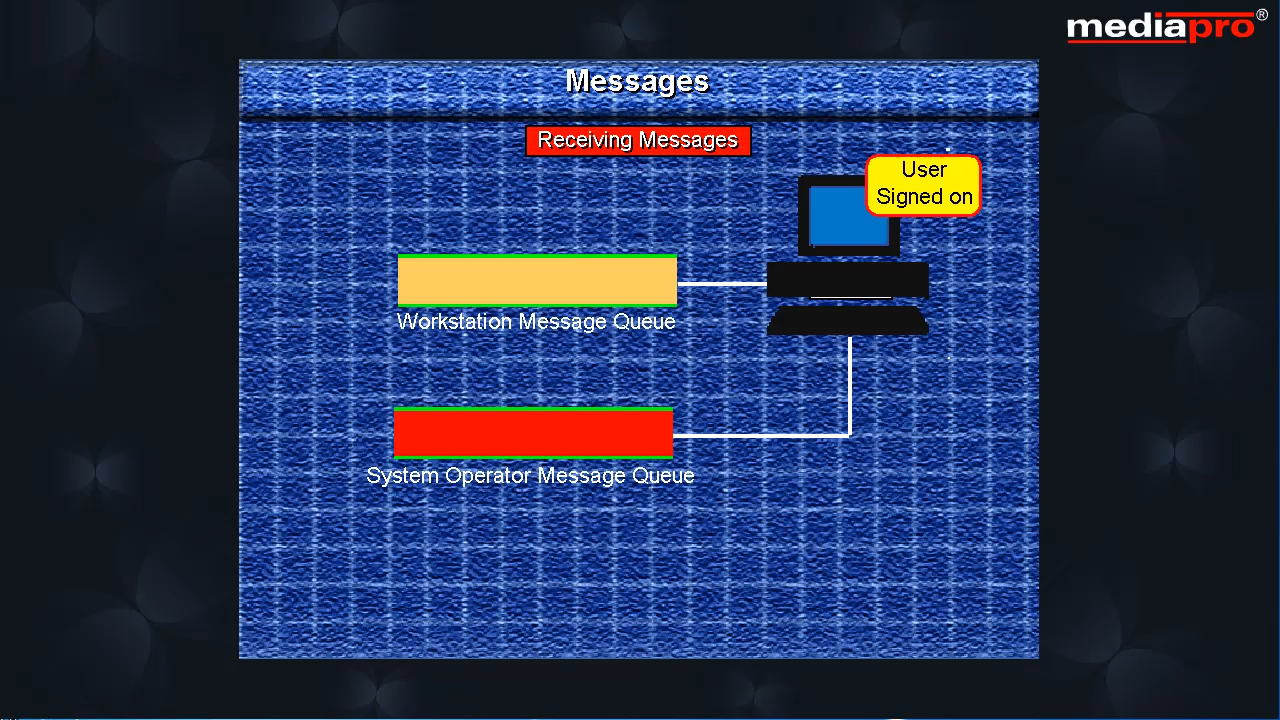 mediapro®
Messages
Receiving Messages
User
Signed on
Workstation Message Queue
System Operator Message Queue